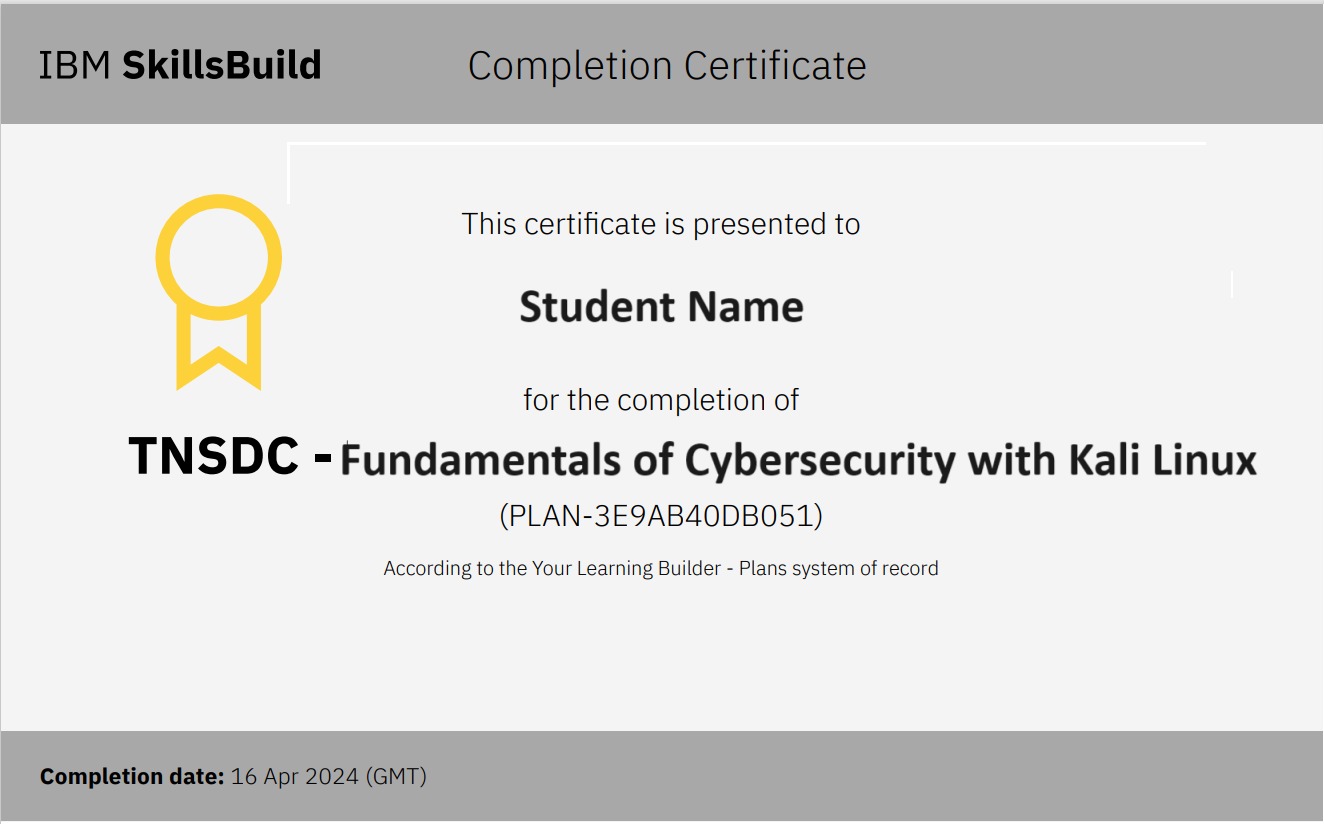 IBM SkillsBuild
Completion Certificate
This certificate is presented to
Student Name
for the completion of
TNSDC - Fundamentals of Cybersecurity with Kali Linux
(PLAN-3E9AB40DB051)
According to the Your Learning Builder - Plans system of record
Completion date: 16 Apr 2024 (GMT)